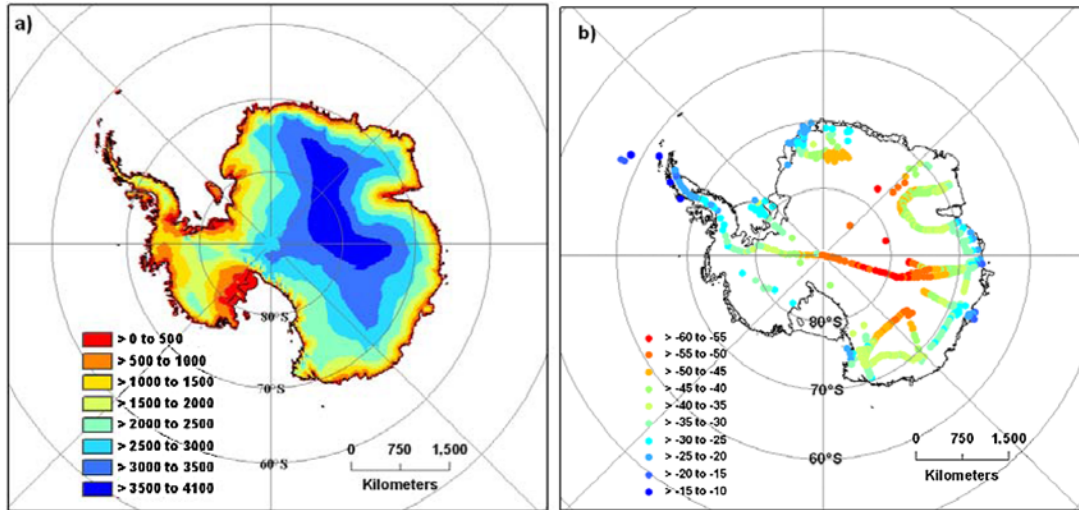 a)
80°S
70°S
60°S
> 0 to 500
> 500 to 1000
> 1000 to 1500
> 1500 to 2000
> 2000 to 2500
> 2500 to 3000
> 3000 to 3500
> 3500 to 4100
0 750 1,500
Kilometers
b)
80°S
70°S
60°S
> -60 to -55
> -55 to -50
> -50 to -45
> -45 to -40
> -40 to -35
> -35 to -30
> -30 to -25
> -25 to -20
> -20 to -15
> -15 to -10
0 750 1,500
Kilometers